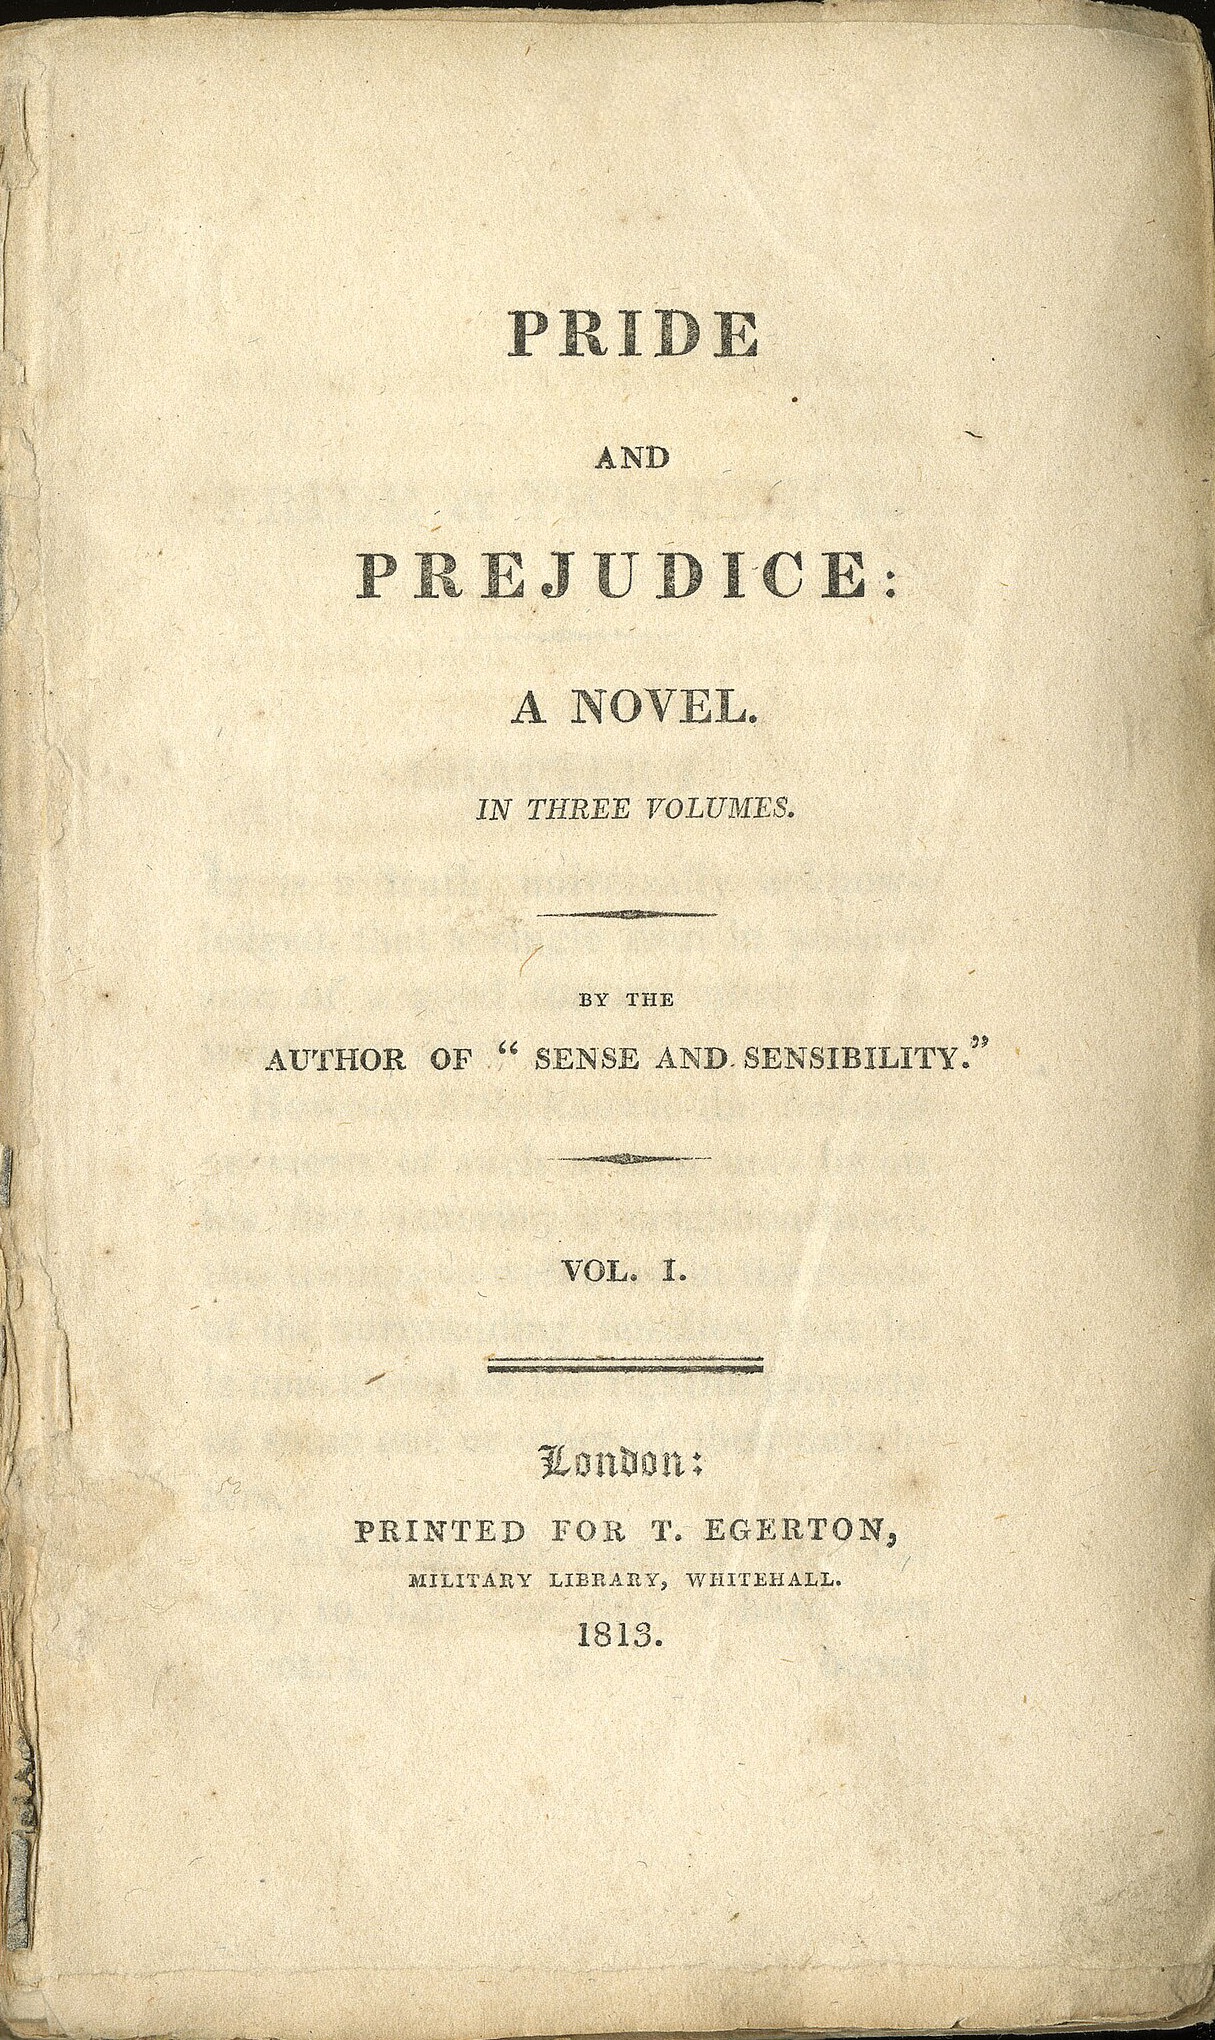 PRIDE
AND
PREJUDICE:
A NOVEL.
IN THREE VOLUMES.
BY THE
AUTHOR OF “ SENSE AND SENSIBILITY.”
VOL. I.
London:
PRINTED FOR T. EGERTON,
MILITARY LIBRARY, WHITEHALL.
1813.